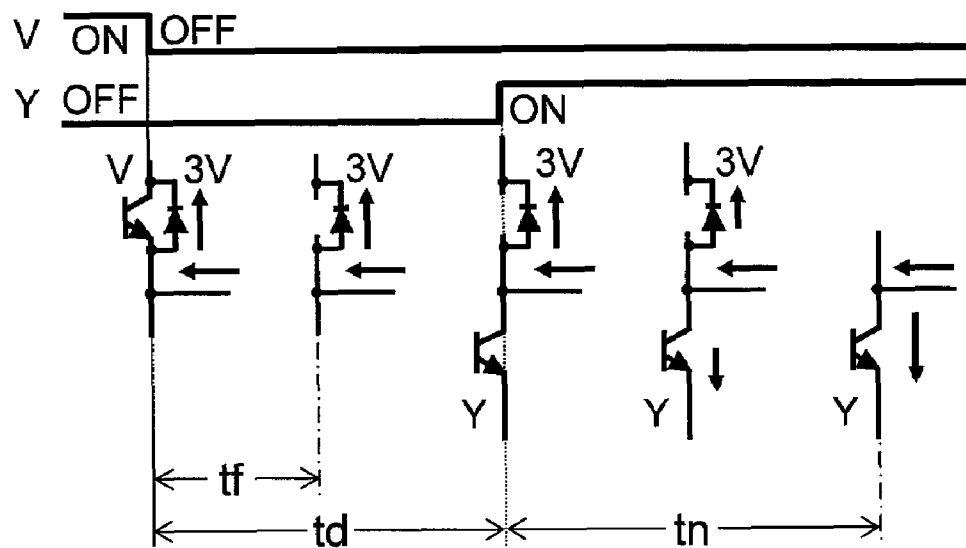 V ON OFF
Y OFF ON
V 3V 3V 3V 3V
Y Y Y
tf
td tn